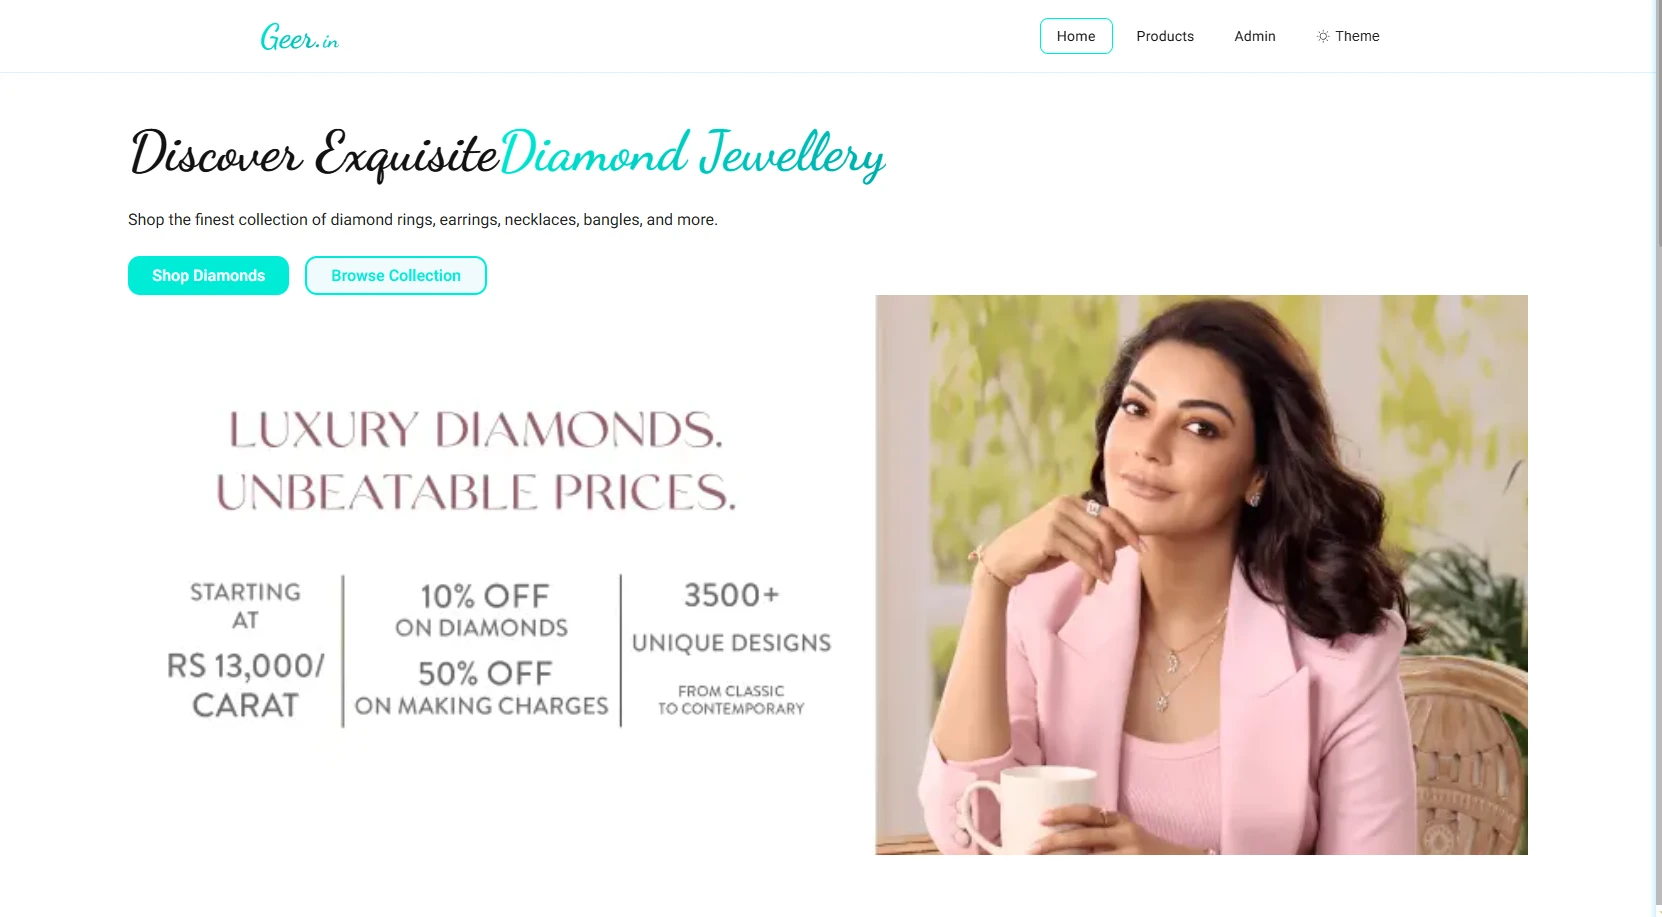 Geer.in
Home
Products
Admin
Theme
Discover ExquisiteDiamond Jewellery
Shop the finest collection of diamond rings, earrings, necklaces, bangles, and more.
Shop Diamonds
Browse Collection
LUXURY DIAMONDS.
UNBEATABLE PRICES.
STARTING
AT
RS 13,000/
CARAT
10% OFF
ON DIAMONDS
50% OFF
ON MAKING CHARGES
3500+
UNIQUE DESIGNS
FROM CLASSIC
TO CONTEMPORARY